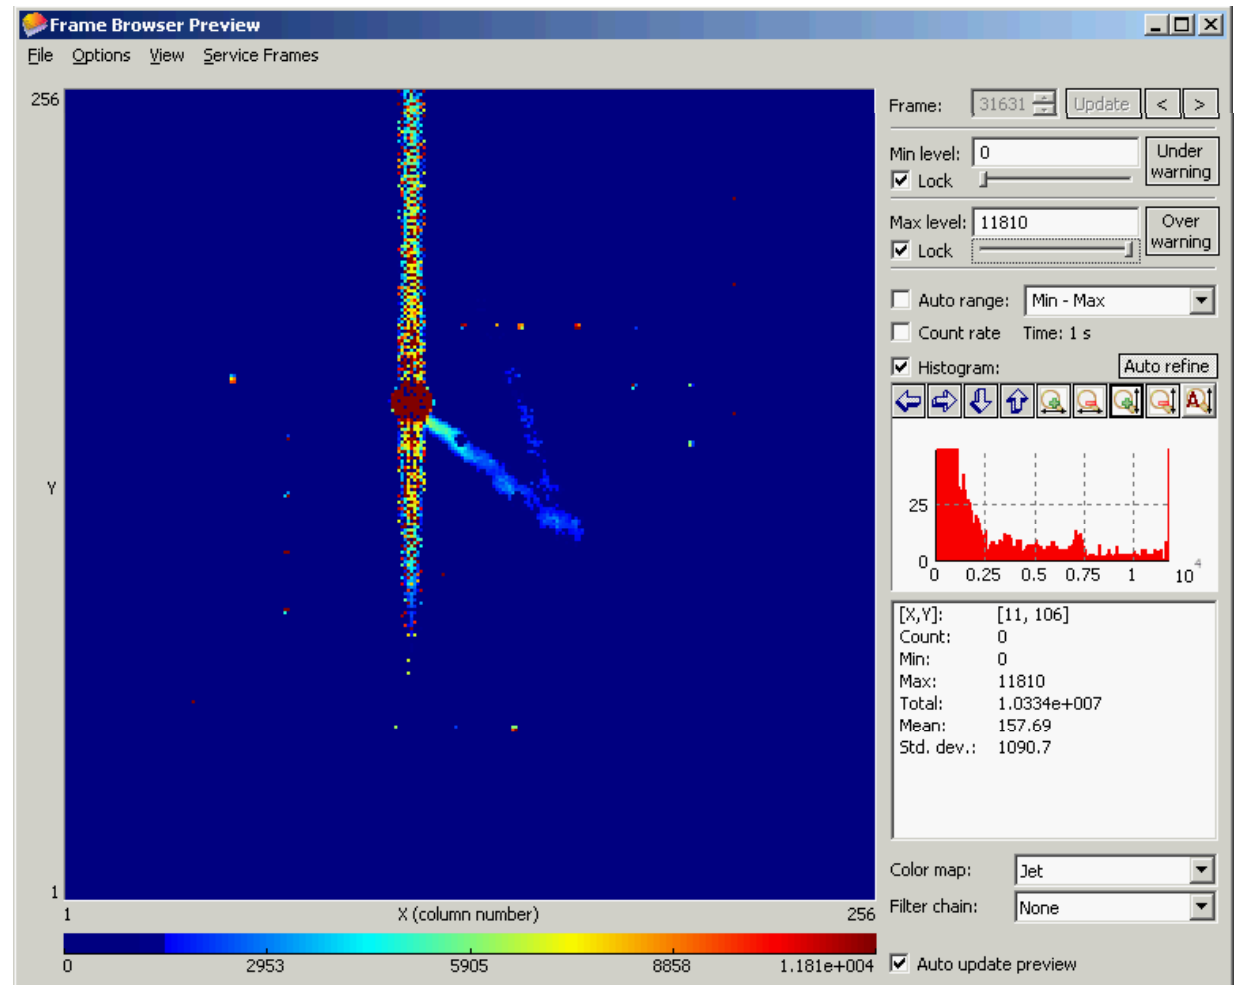 Frame Browser Preview
File Options View Service Frames
256
Y
1
1 X (column number) 256
0 2953 5905 8858 1.181e+004
Frame: 31631 Update < >
Min level: 0 Under warning
Lock
Max level: 11810 Over warning
Lock
Auto range: Min - Max
Count rate Time: 1 s
Histogram: Auto refine
A
25
0
0 0.25 0.5 0.75 1 10^4
[X,Y]: [11, 106]
Count: 0
Min: 0
Max: 11810
Total: 1.0334e+007
Mean: 157.69
Std. dev.: 1090.7
Color map: Jet
Filter chain: None
Auto update preview